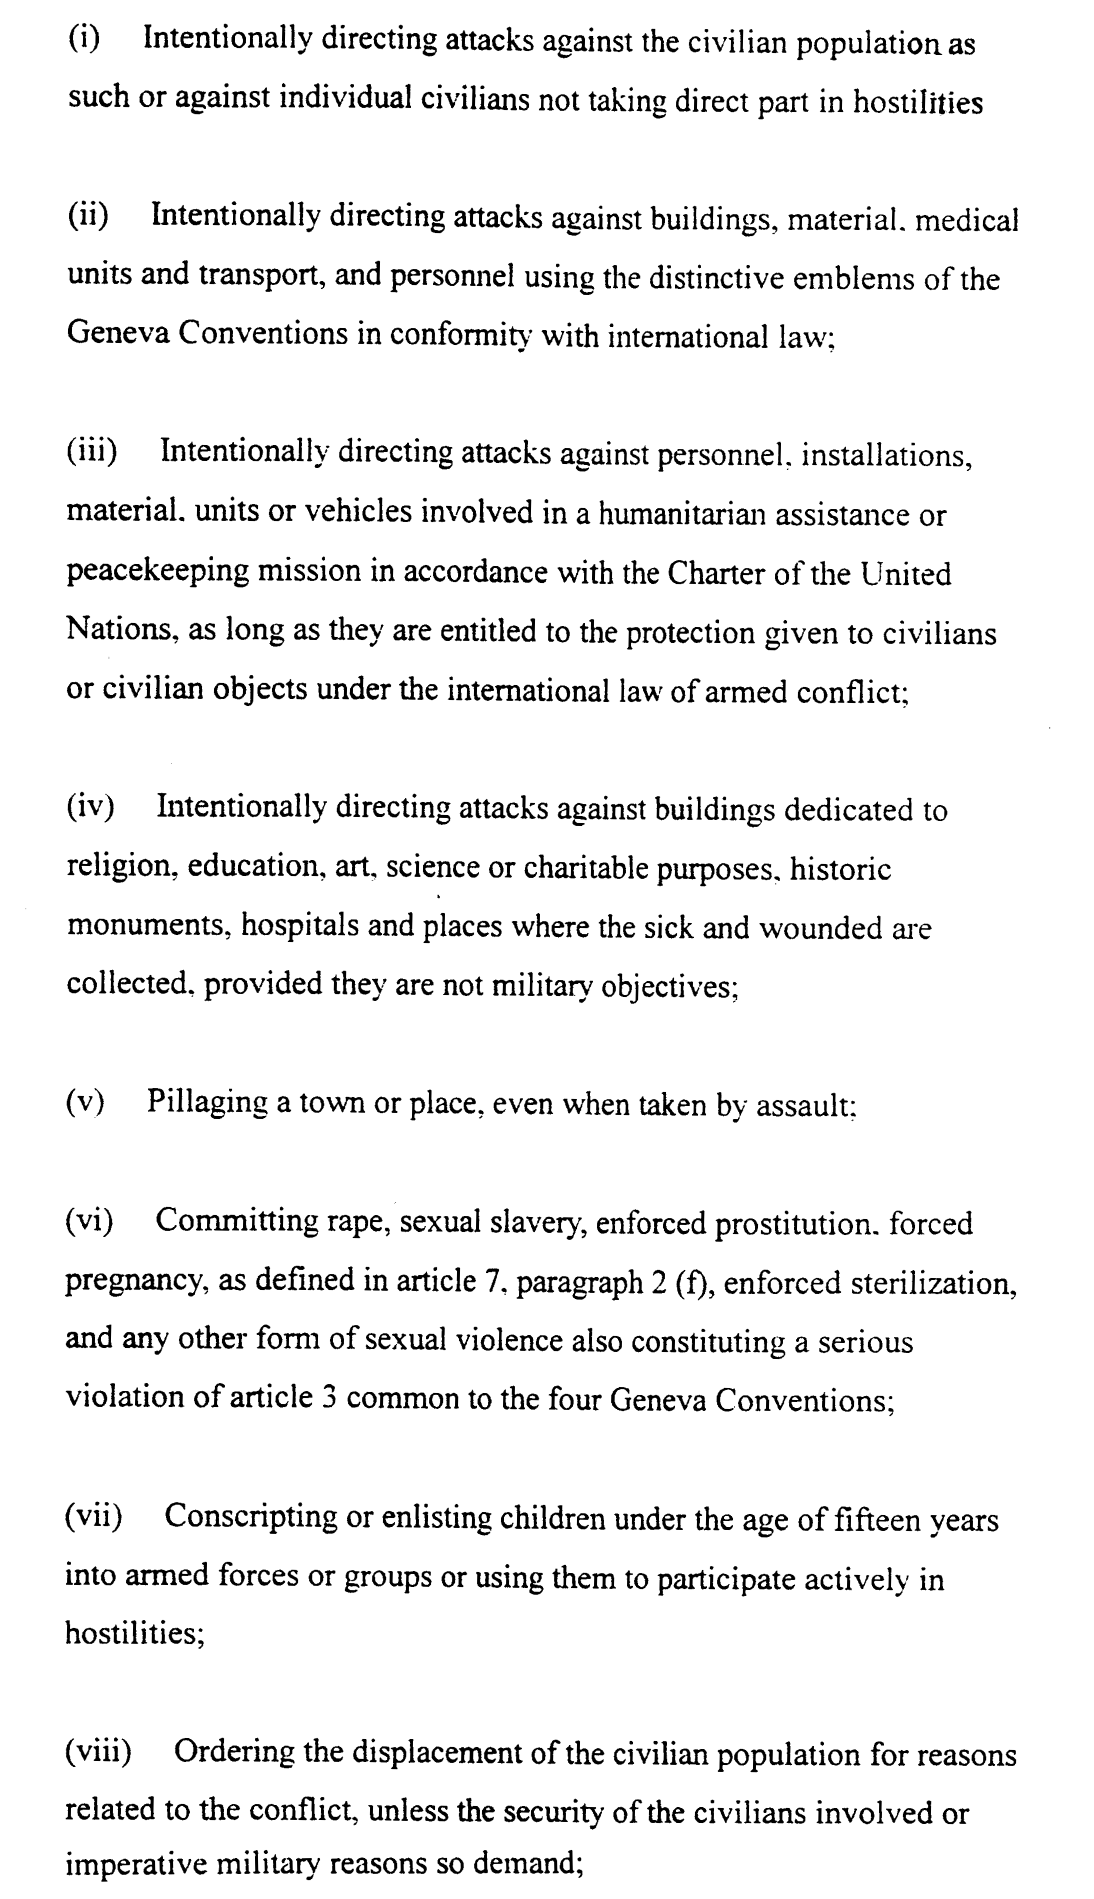 (i) Intentionally directing attacks against the civilian population as
such or against individual civilians not taking direct part in hostilities
(ii) Intentionally directing attacks against buildings, material. medical
units and transport, and personnel using the distinctive emblems of the
Geneva Conventions in conformity with international law;
(iii) Intentionally directing attacks against personnel, installations,
material. units or vehicles involved in a humanitarian assistance or
peacekeeping mission in accordance with the Charter of the United
Nations, as long as they are entitled to the protection given to civilians
or civilian objects under the international law of armed conflict;
(iv) Intentionally directing attacks against buildings dedicated to
religion, education, art, science or charitable purposes, historic
monuments, hospitals and places where the sick and wounded are
collected, provided they are not military objectives;
(v) Pillaging a town or place, even when taken by assault;
(vi) Committing rape, sexual slavery, enforced prostitution. forced
pregnancy, as defined in article 7, paragraph 2 (f), enforced sterilization,
and any other form of sexual violence also constituting a serious
violation of article 3 common to the four Geneva Conventions;
(vii) Conscripting or enlisting children under the age of fifteen years
into armed forces or groups or using them to participate actively in
hostilities;
(viii) Ordering the displacement of the civilian population for reasons
related to the conflict, unless the security of the civilians involved or
imperative military reasons so demand;